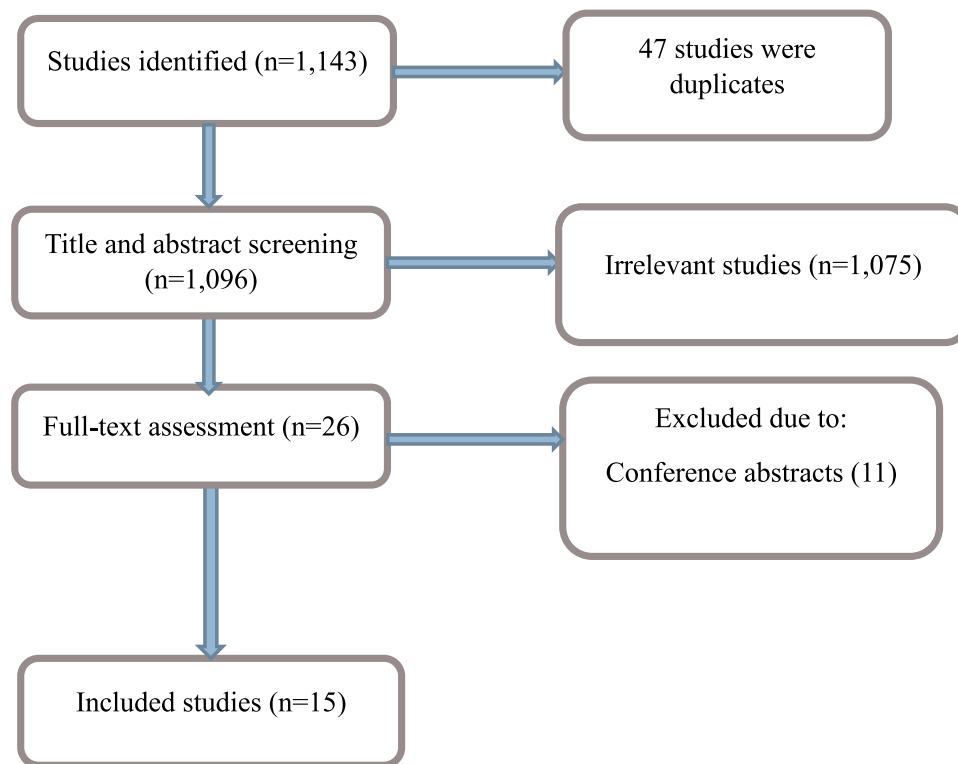 Studies identified (n=1,143)
47 studies were
duplicates
Title and abstract screening
(n=1,096)
Irrelevant studies (n=1,075)
Full-text assessment (n=26)
Excluded due to:
Conference abstracts (11)
Included studies (n=15)